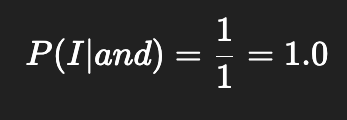 P(I|and) = 1/1 = 1.0